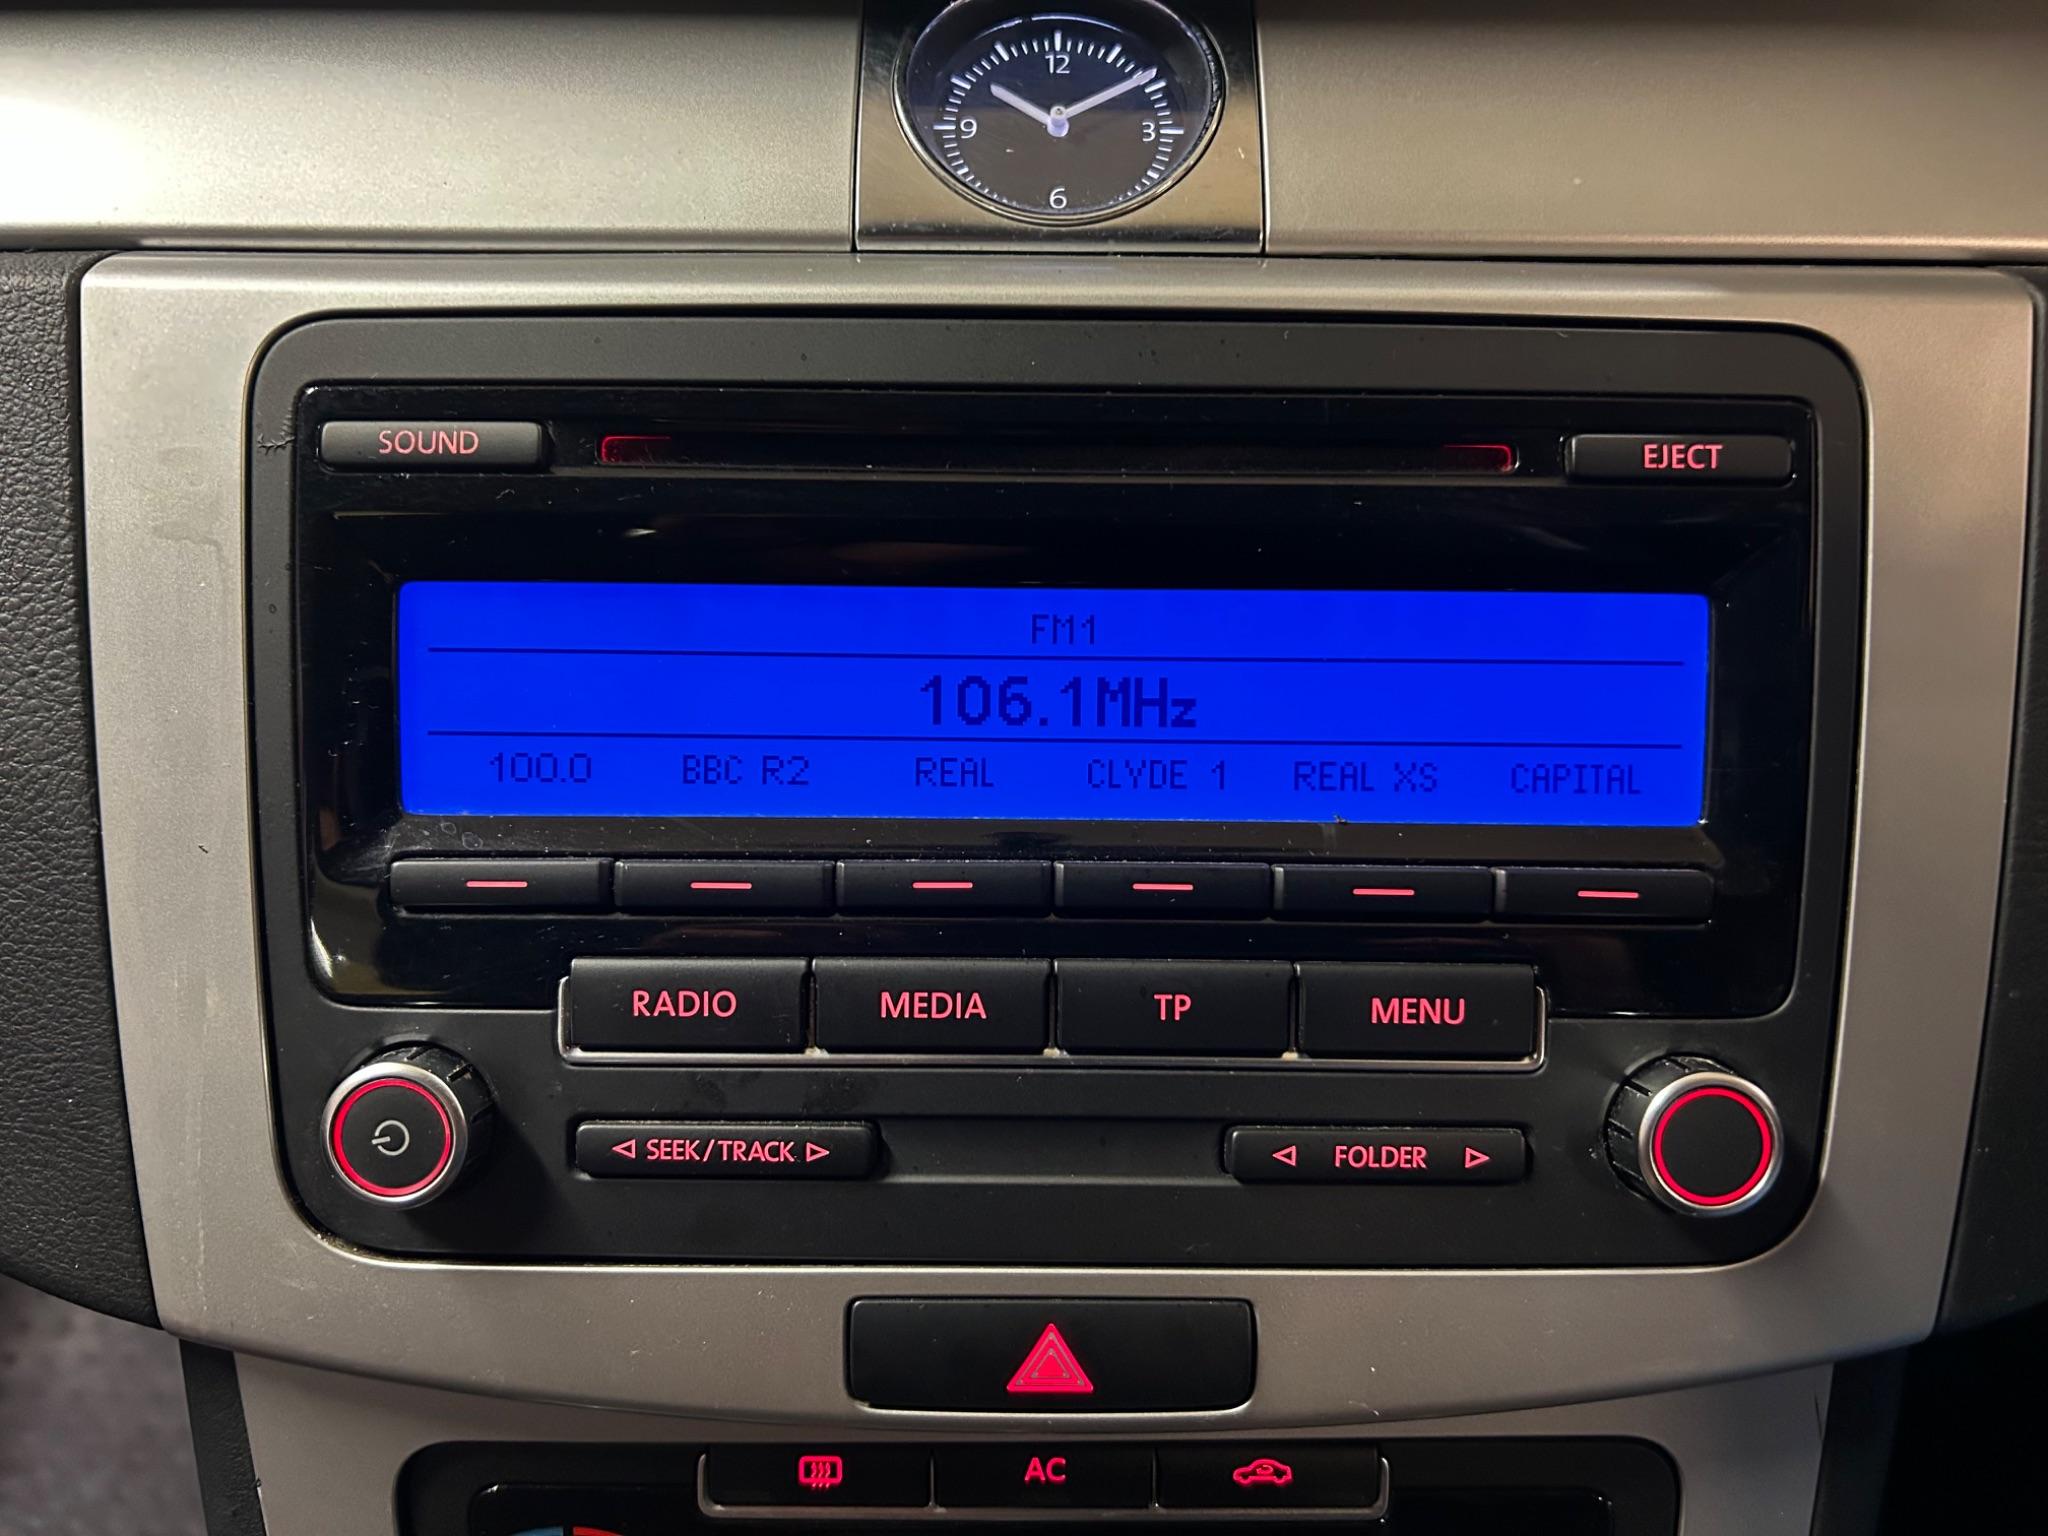 12
9 3
6
SOUND EJECT
FM1
106.1MHz
100.0 BBC R2 REAL CLYDE 1 REAL XS CAPITAL
RADIO MEDIA TP MENU
SEEK/TRACK FOLDER
AC